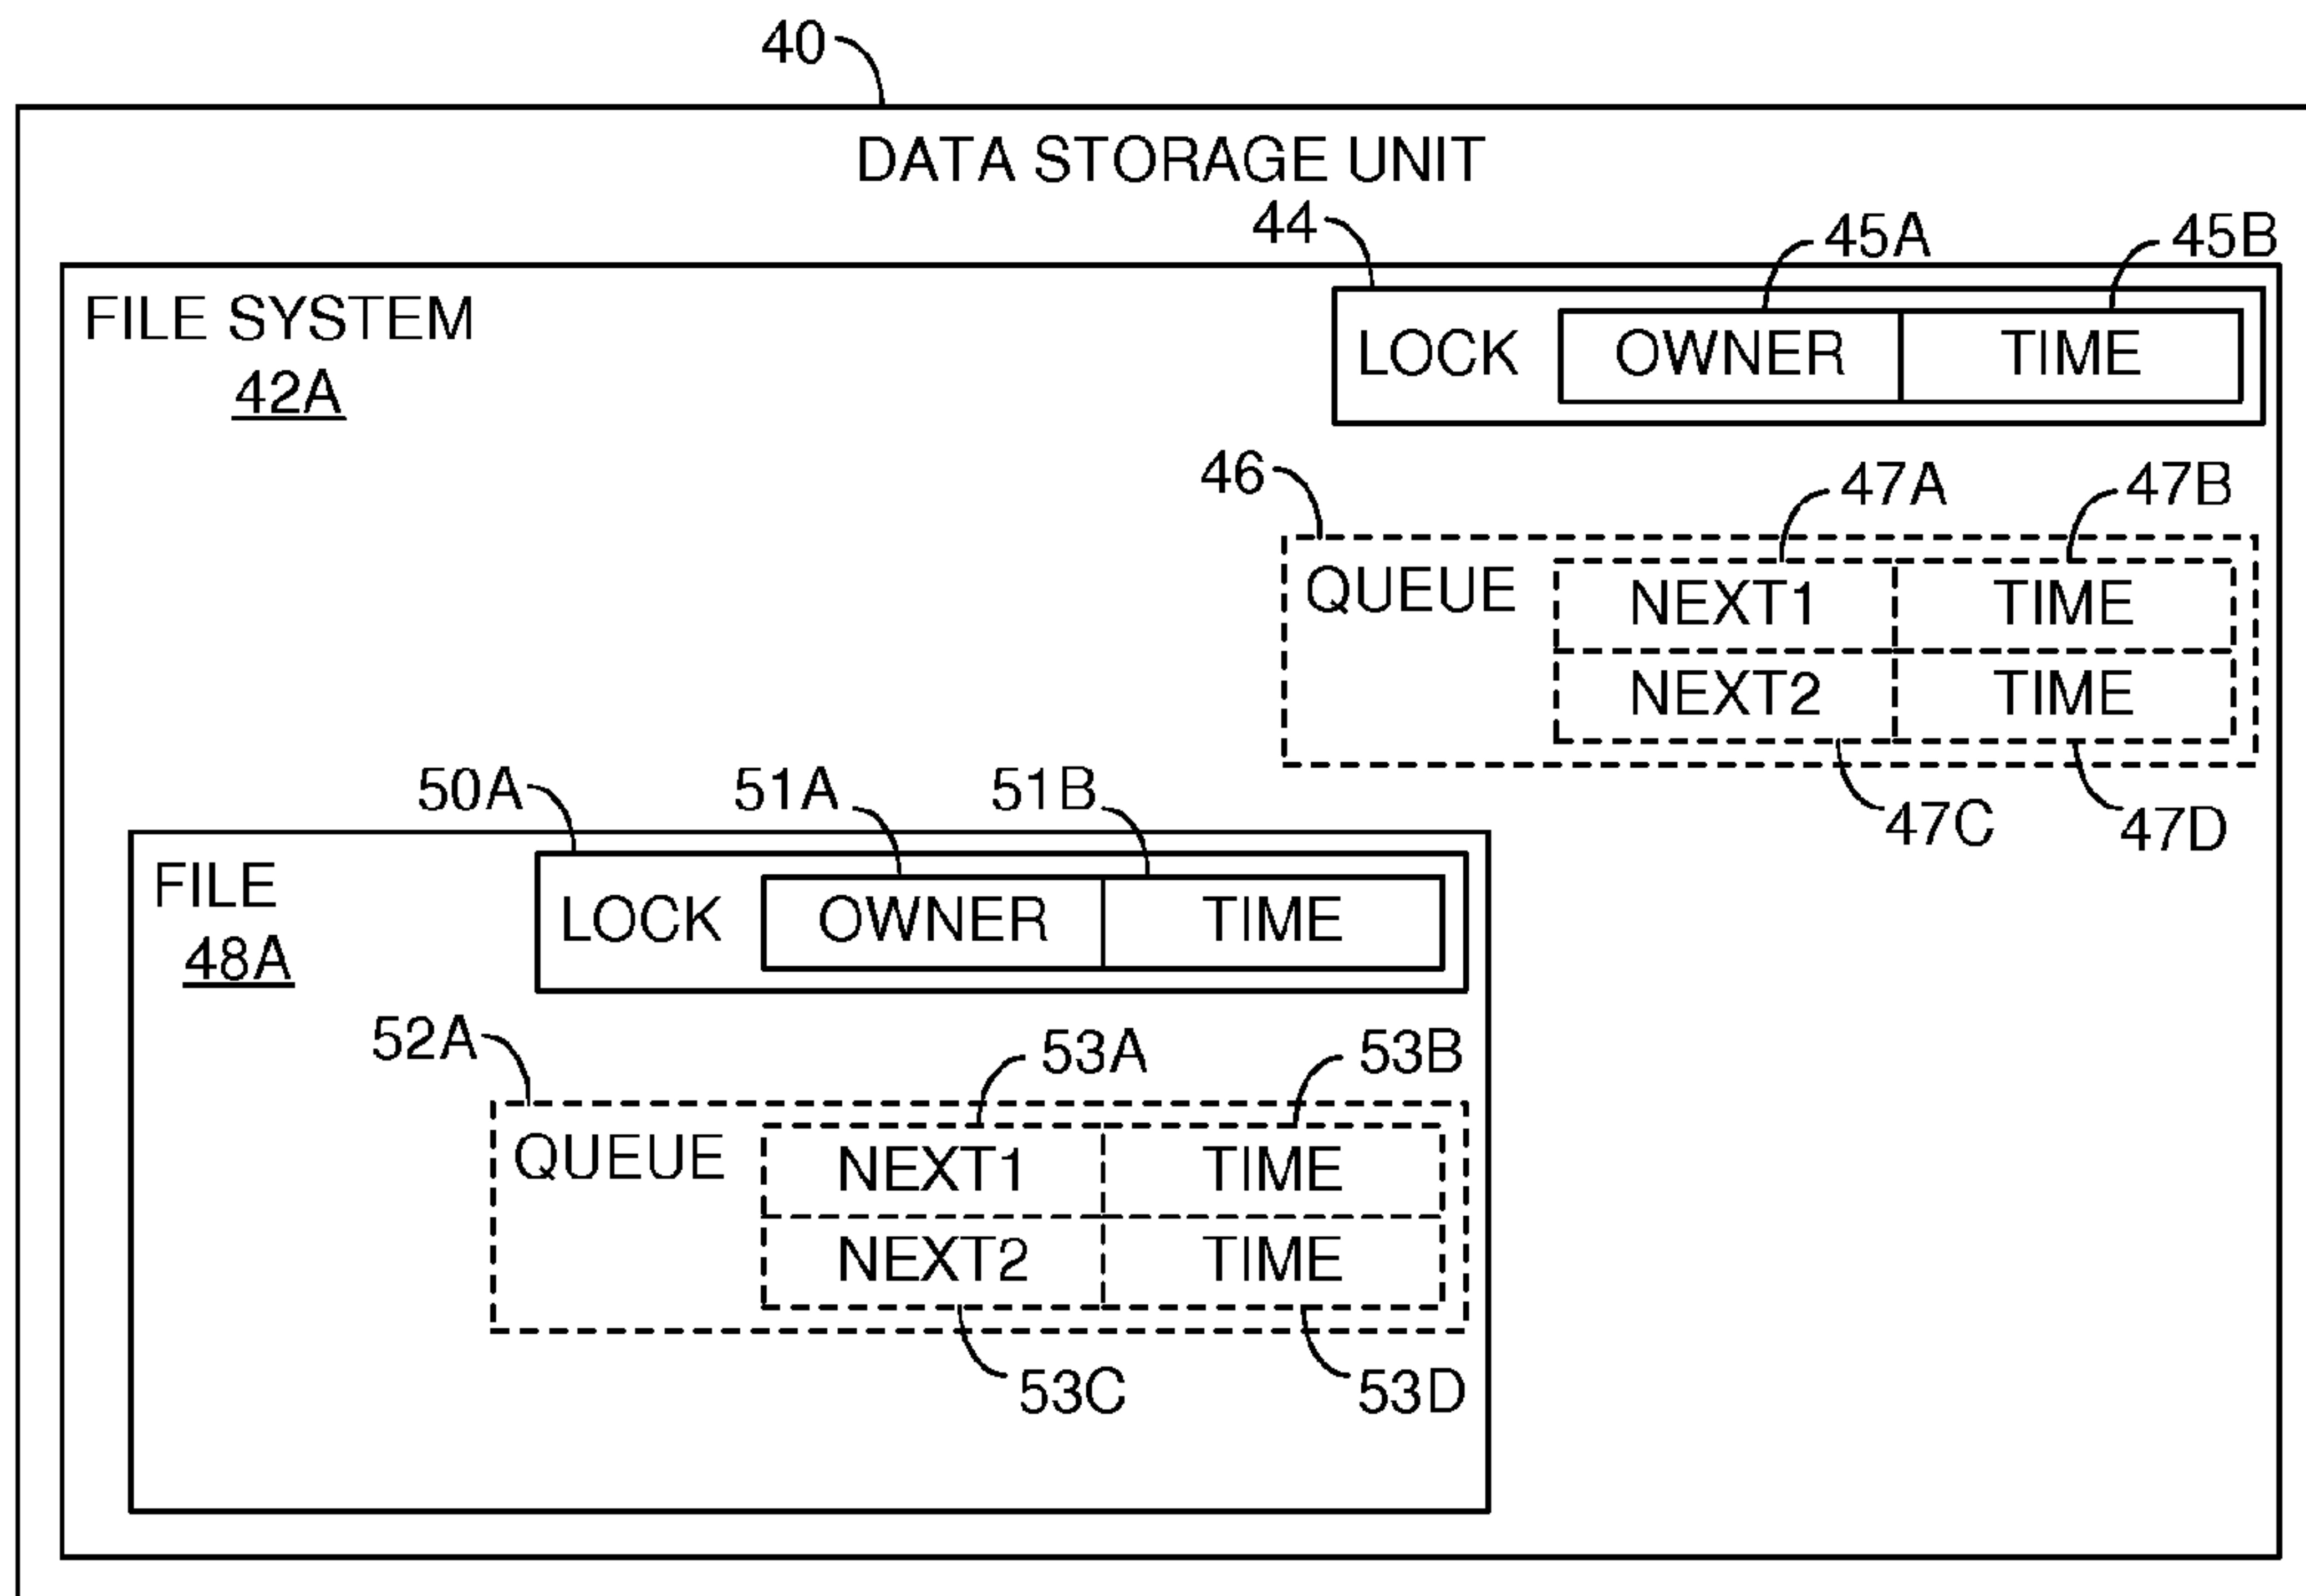 40
DATA STORAGE UNIT
44 45A 45B
FILE SYSTEM
42A
LOCK OWNER TIME
46 47A 47B
QUEUE NEXT1 TIME
NEXT2 TIME
47C 47D
50A 51A 51B
FILE
48A
LOCK OWNER TIME
52A 53A 53B
QUEUE NEXT1 TIME
NEXT2 TIME
53C 53D